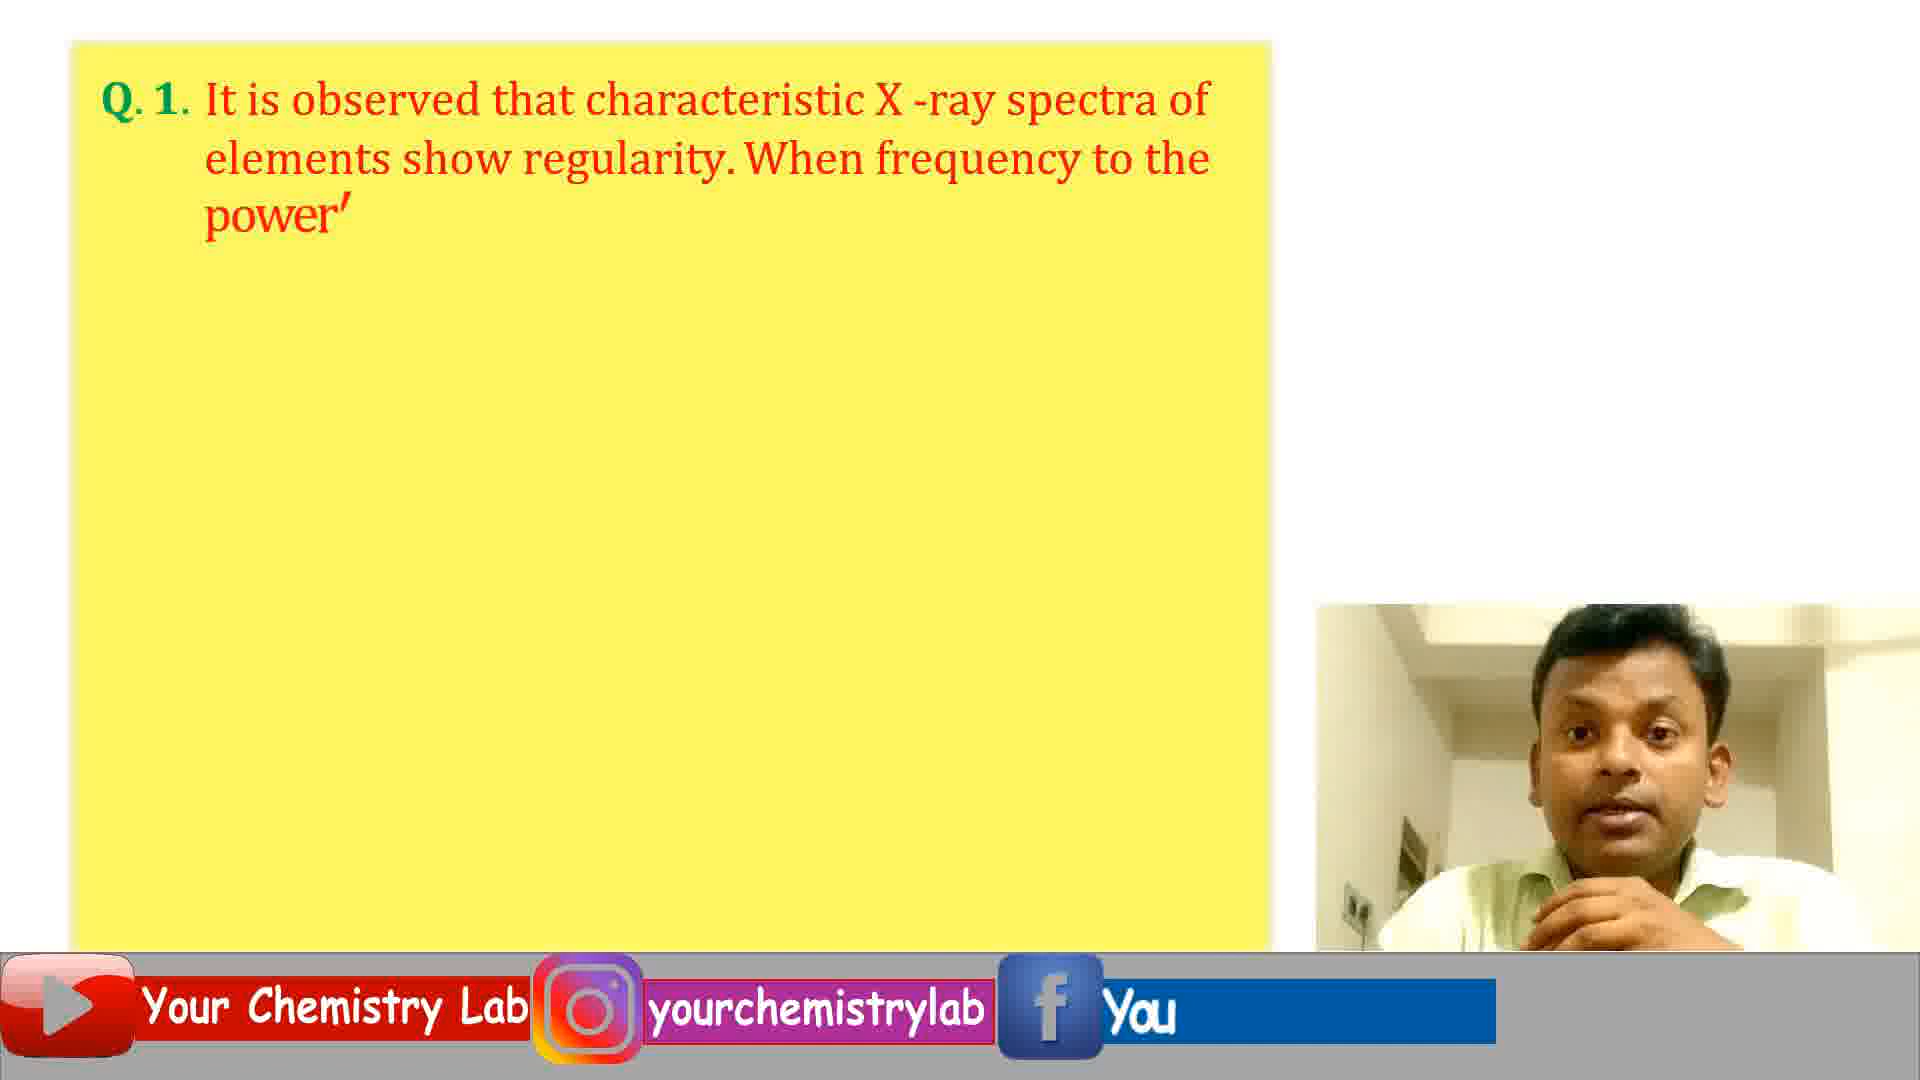 Q. 1. It is observed that characteristic X -ray spectra of
elements show regularity. When frequency to the
power′
Your Chemistry Lab
yourchemistrylab
You